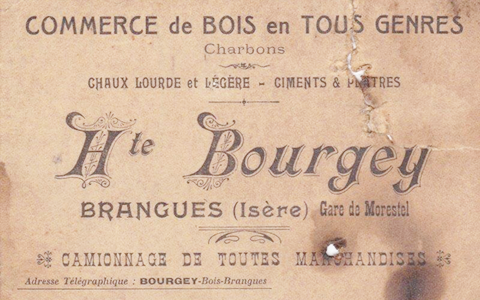 COMMERCE de BOIS en TOUS GENRES
Charbons
CHAUX LOURDE et LÉGÈRE - CIMENTS & PLATRES
Hte Bourgey
BRANGUES (Isère) Gare de Morestel
CAMIONNAGE DE TOUTES MARCHANDISES
Adresse Télégraphique : BOURGEY-Bois-Brangues